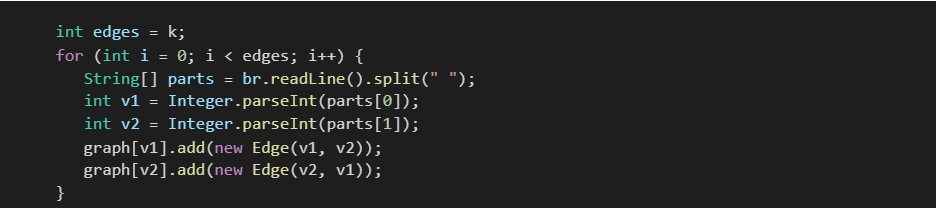 int edges = k;
for (int i = 0; i < edges; i++) {
String[] parts = br.readLine().split(" ");
int v1 = Integer.parseInt(parts[0]);
int v2 = Integer.parseInt(parts[1]);
graph[v1].add(new Edge(v1, v2));
graph[v2].add(new Edge(v2, v1));
}